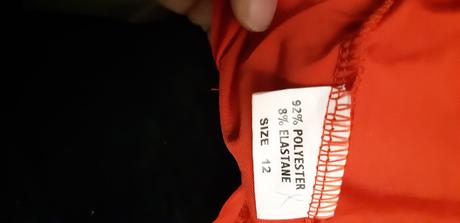 92% POLYESTER
8% ELASTANE
SIZE 12